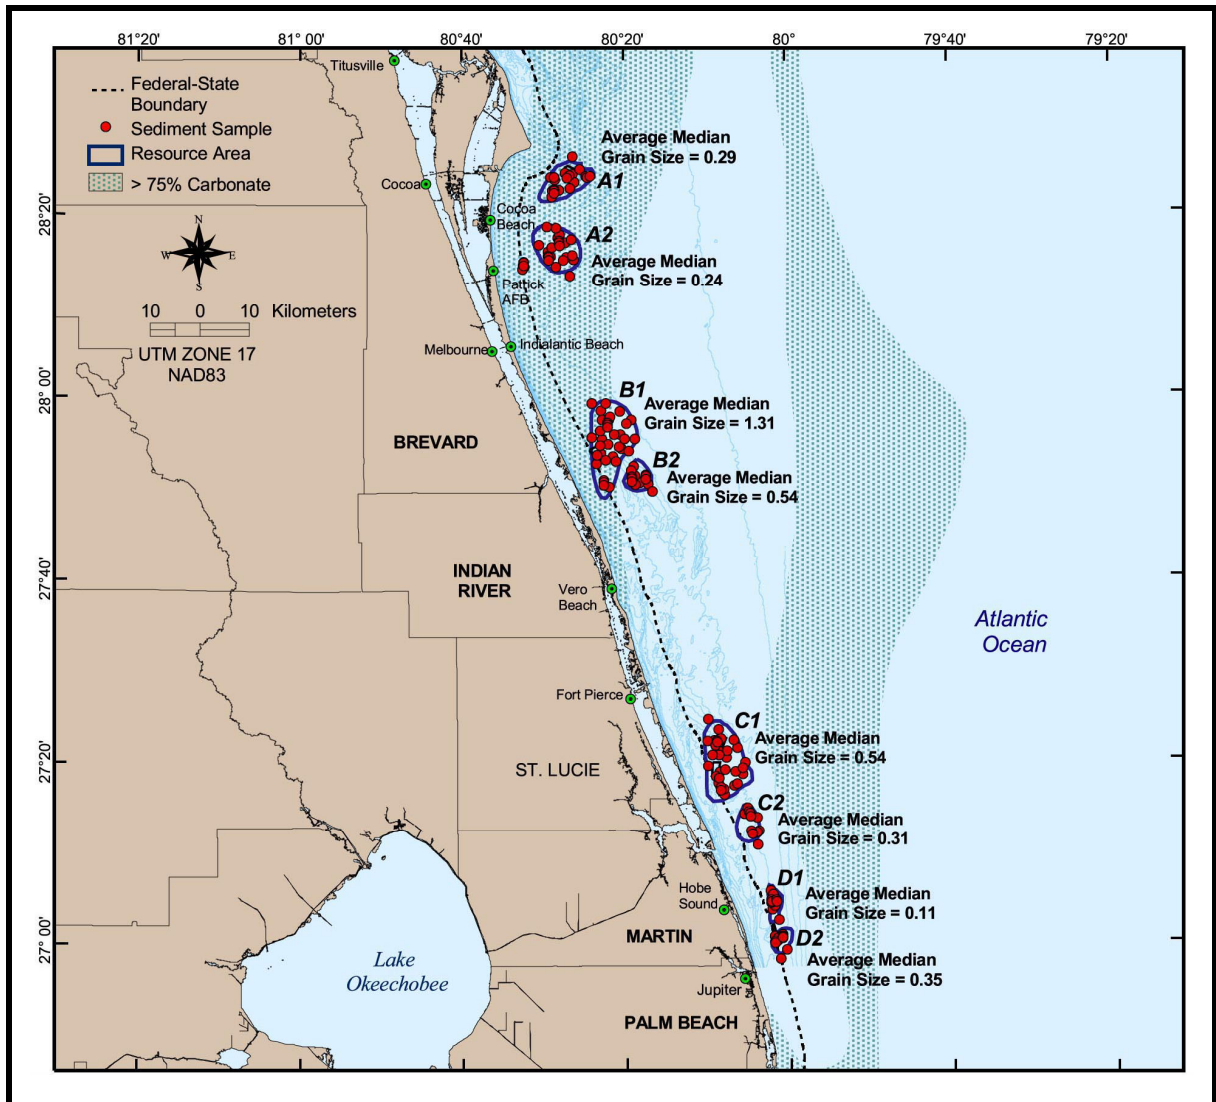 81°20'
81° 00'
80°40'
80°20'
80°
79°40'
79°20'
Titusville
Federal-State
Boundary
Sediment Sample
Resource Area
> 75% Carbonate
Average Median
Grain Size = 0.29
A1
Cocoa
Cocoa
Beach
28°20'
N
W
E
S
A2
Average Median
Grain Size = 0.24
Patrick
AFB
10 0 10 Kilometers
UTM ZONE 17
NAD83
Melbourne
Indialantic Beach
28° 00'
B1
Average Median
Grain Size = 1.31
BREVARD
B2
Average Median
Grain Size = 0.54
27°40'
INDIAN
RIVER
Vero
Beach
Atlantic
Ocean
Fort Pierce
C1
Average Median
Grain Size = 0.54
27°20'
ST. LUCIE
C2
Average Median
Grain Size = 0.31
D1
Hobe
Sound
Average Median
Grain Size = 0.11
27° 00'
MARTIN
D2
Lake
Okeechobee
Average Median
Grain Size = 0.35
Jupiter
PALM BEACH